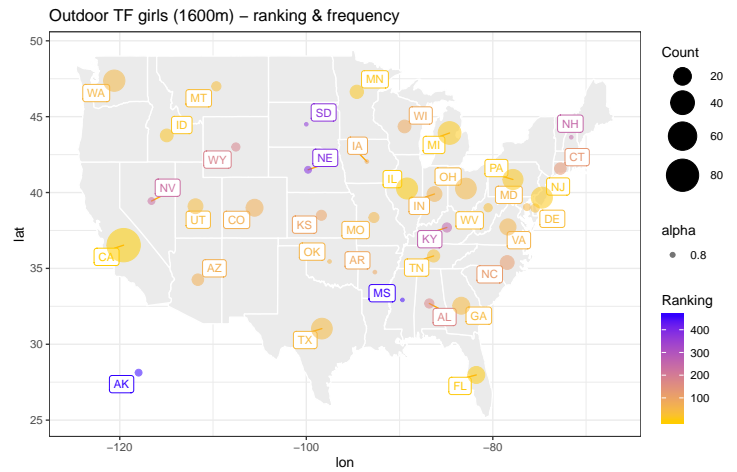 Outdoor TF girls (1600m) − ranking & frequency
50
45
40
35
30
25
lat
−120
−100
−80
lon
WA
MT
MN
ID
SD
WI
NH
WY
NE
IA
MI
CT
NV
IL
OH
PA
NJ
UT
CO
KS
MO
IN
WV
MD
DE
CA
AZ
OK
AR
KY
VA
TN
NC
MS
AL
GA
TX
AK
FL
Count
20
40
60
80
alpha
0.8
Ranking
400
300
200
100